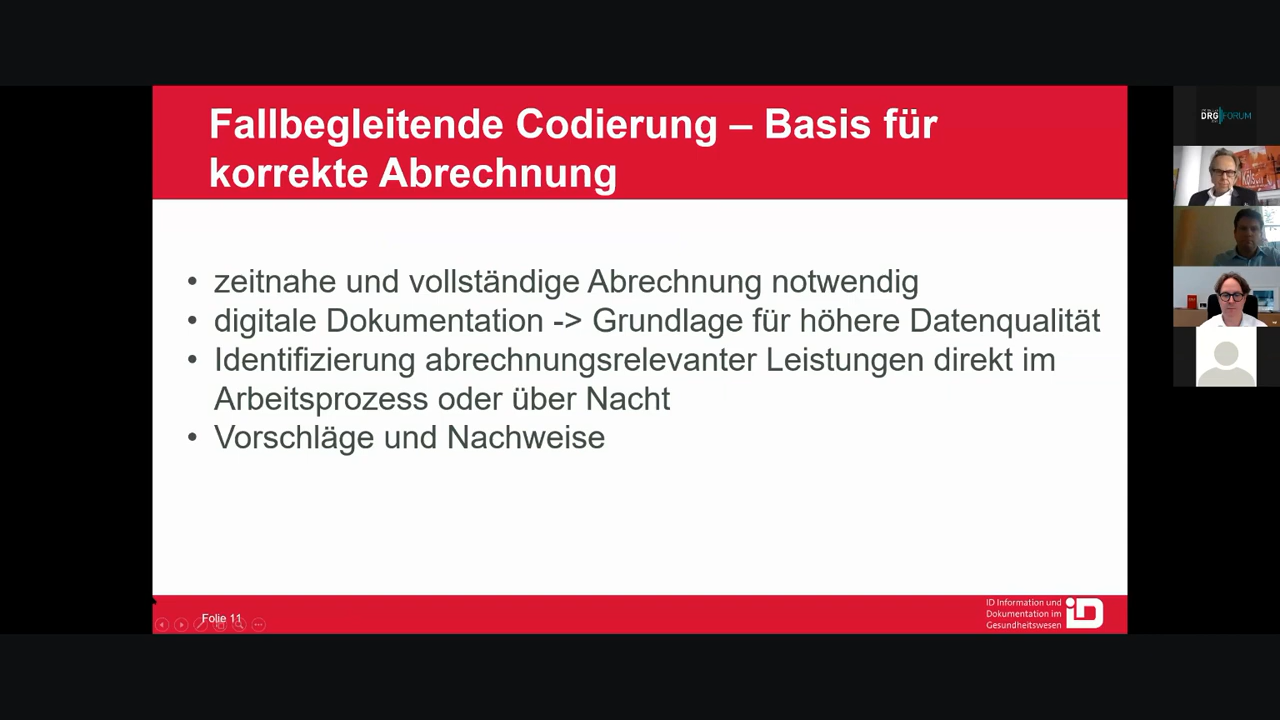 Fallbegleitende Codierung – Basis für
korrekte Abrechnung
• zeitnahe und vollständige Abrechnung notwendig
• digitale Dokumentation -> Grundlage für höhere Datenqualität
• Identifizierung abrechnungsrelevanter Leistungen direkt im
Arbeitsprozess oder über Nacht
• Vorschläge und Nachweise
Folie 11
ID Information und
Dokumentation im
Gesundheitswesen
iD
DRG FORUM
Kölsch